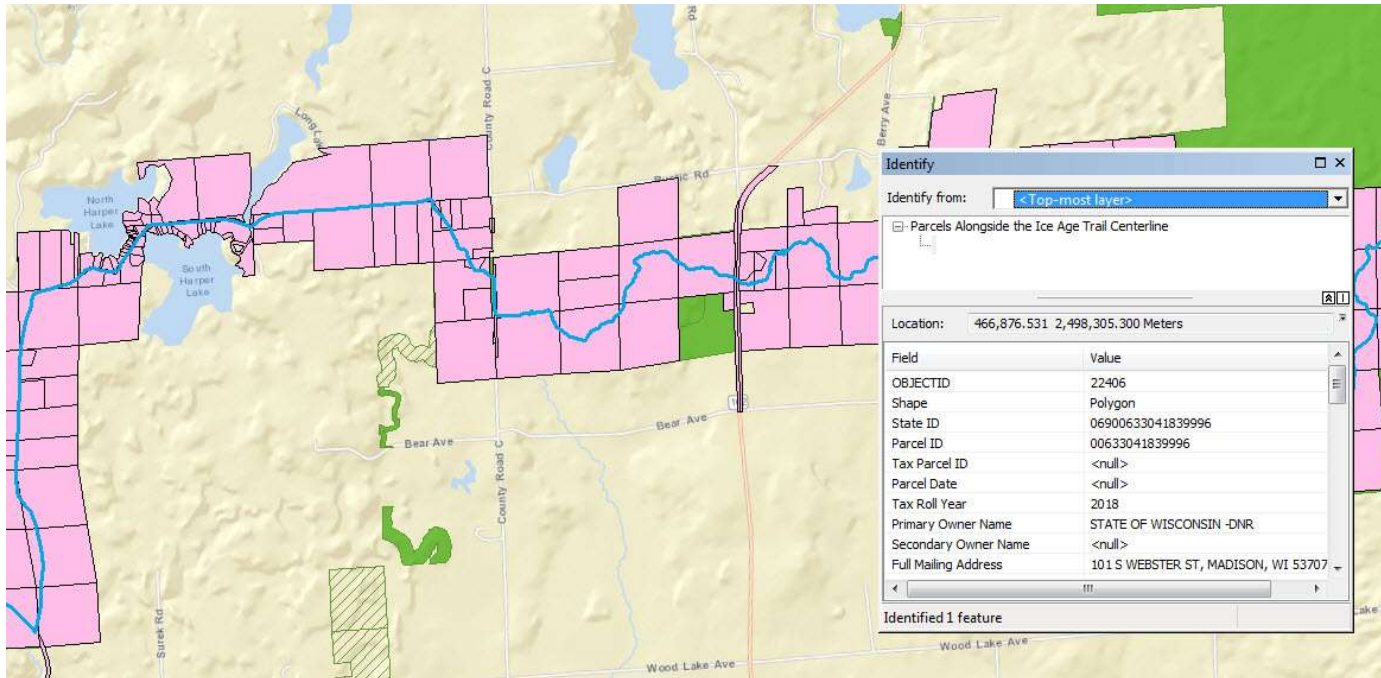 Rd
Berry Ave
County Road C
Rustic Rd
North
Harper
Lake
South
Harper
Lake
Bear Ave
Bear Ave
County Road C
Surek Rd
Wood Lake Ave
Wood Lake Ave
Lake
Identify
Identify from:
<Top-most layer>
Parcels Alongside the Ice Age Trail Centerline
Location: 466,876.531 2,498,305.300 Meters
Field Value
OBJECTID 22406
Shape Polygon
State ID 06900633041839996
Parcel ID 00633041839996
Tax Parcel ID <null>
Parcel Date <null>
Tax Roll Year 2018
Primary Owner Name STATE OF WISCONSIN -DNR
Secondary Owner Name <null>
Full Mailing Address 101 S WEBSTER ST, MADISON, WI 53707
Identified 1 feature